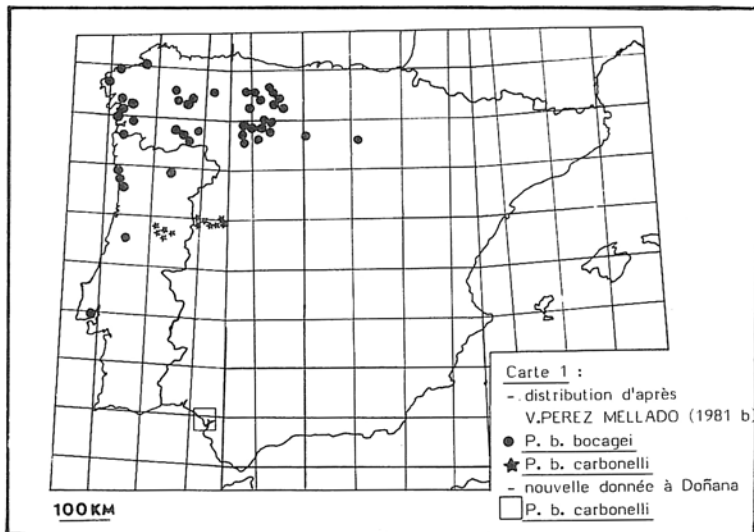 Carte 1 :
- distribution d'après
V.PEREZ MELLADO (1981 b)
P. b. bocagei
P. b. carbonelli
- nouvelle donnée à Doñana
P. b. carbonelli
100 KM